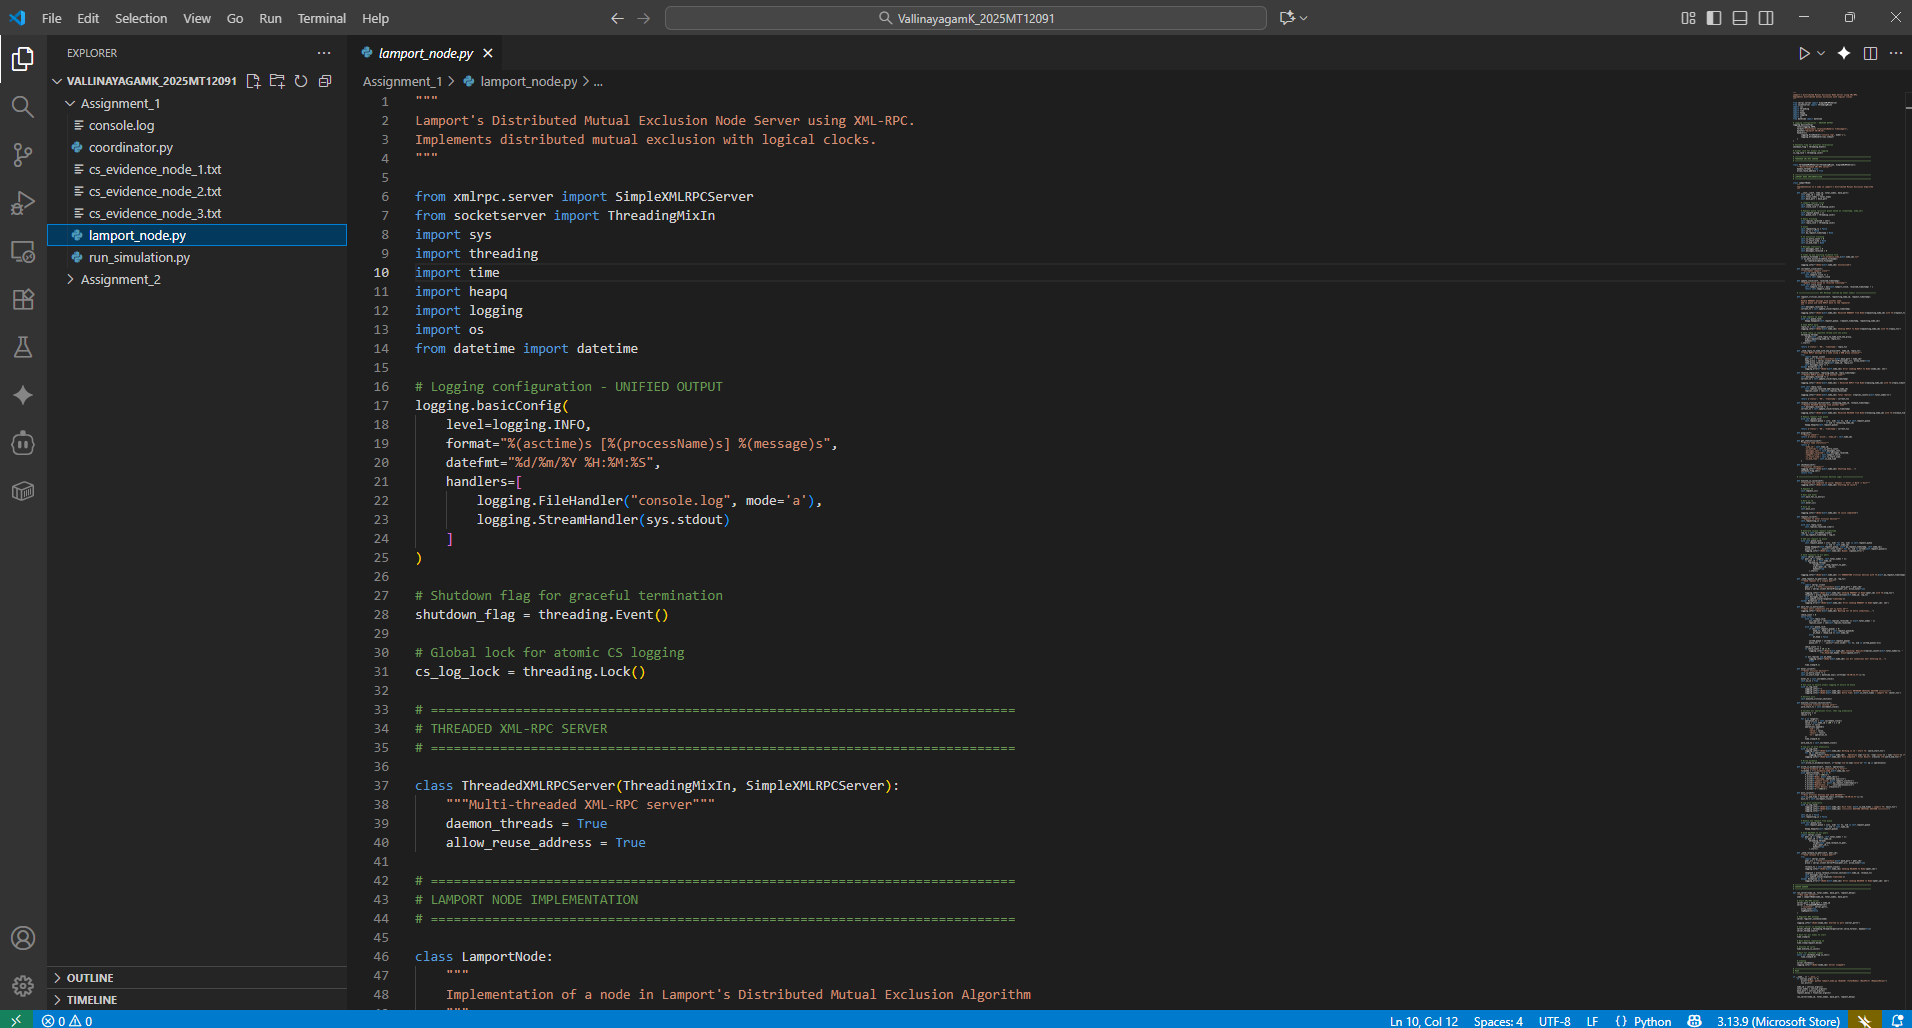 File Edit Selection View Go Run Terminal Help
VallinayagamK_2025MT12091
EXPLORER
VALLINAYAGAMK_2025MT12091
Assignment_1
console.log
coordinator.py
cs_evidence_node_1.txt
cs_evidence_node_2.txt
cs_evidence_node_3.txt
lamport_node.py
run_simulation.py
Assignment_2
OUTLINE
TIMELINE
lamport_node.py
Assignment_1 > lamport_node.py > ...
1 """
2 Lamport's Distributed Mutual Exclusion Node Server using XML-RPC.
3 Implements distributed mutual exclusion with logical clocks.
4 """
5
6 from xmlrpc.server import SimpleXMLRPCServer
7 from socketserver import ThreadingMixIn
8 import sys
9 import threading
10 import time
11 import heapq
12 import logging
13 import os
14 from datetime import datetime
15
16 # Logging configuration - UNIFIED OUTPUT
17 logging.basicConfig(
18 level=logging.INFO,
19 format="%(asctime)s [%(processName)s] %(message)s",
20 datefmt="%d/%m/%Y %H:%M:%S",
21 handlers=[
22 logging.FileHandler("console.log", mode='a'),
23 logging.StreamHandler(sys.stdout)
24 ]
25 )
26
27 # Shutdown flag for graceful termination
28 shutdown_flag = threading.Event()
29
30 # Global lock for atomic CS logging
31 cs_log_lock = threading.Lock()
32
33 # ============================================================================
34 # THREADED XML-RPC SERVER
35 # ============================================================================
36
37 class ThreadedXMLRPCServer(ThreadingMixIn, SimpleXMLRPCServer):
38 """Multi-threaded XML-RPC server"""
39 daemon_threads = True
40 allow_reuse_address = True
41
42 # ============================================================================
43 # LAMPORT NODE IMPLEMENTATION
44 # ============================================================================
45
46 class LamportNode:
47 """
48 Implementation of a node in Lamport's Distributed Mutual Exclusion Algorithm
0 0
Ln 10, Col 12 Spaces: 4 UTF-8 LF {} Python 3.13.9 (Microsoft Store)